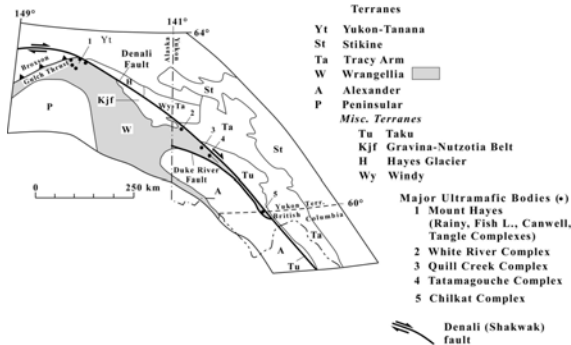 149°
141°
64°
1 Yt
Denali
Fault
Alaska
Yukon
Broxson
Gulch Thrust
H
St
Kjf
Wy-Ta
2
P
W
3 Ta
4
St
Duke River
Fault
Tu
0 250 km
A
5
Yukon Terr.
60°
British Columbia
Ta
A
Tu
Terranes
Yt Yukon-Tanana
St Stikine
Ta Tracy Arm
W Wrangellia
A Alexander
P Peninsular
Misc. Terranes
Tu Taku
Kjf Gravina-Nutzotia Belt
H Hayes Glacier
Wy Windy
Major Ultramafic Bodies (•)
1 Mount Hayes
(Rainy, Fish L., Canwell,
Tangle Complexes)
2 White River Complex
3 Quill Creek Complex
4 Tatamagouche Complex
5 Chilkat Complex
Denali (Shakwak)
fault